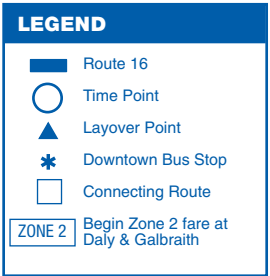 LEGEND
Route 16
Time Point
Layover Point
Downtown Bus Stop
Connecting Route
ZONE 2 Begin Zone 2 fare at
Daly & Galbraith